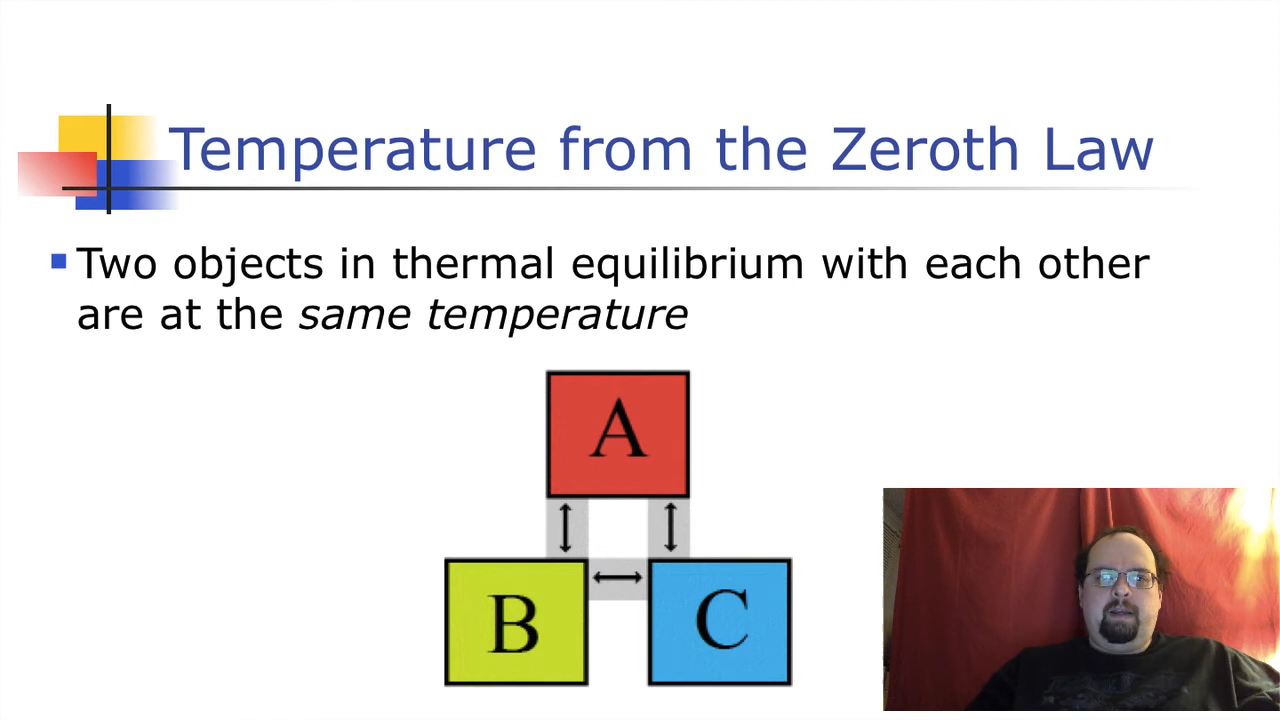 Temperature from the Zeroth Law
Two objects in thermal equilibrium with each other
are at the same temperature
A
B
C